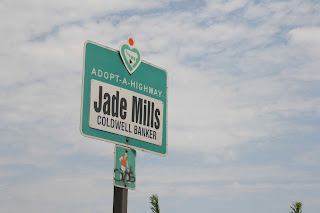 ADOPT-A-HIGHWAY
Jade Mills
COLDWELL BANKER